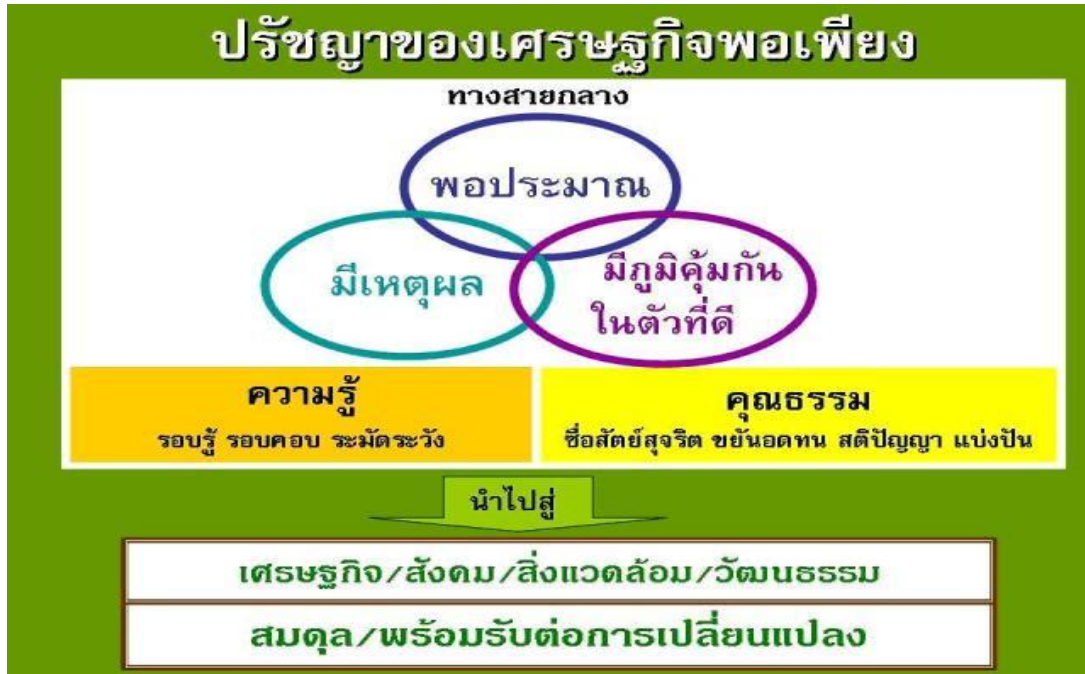 ปรัชญาของเศรษฐกิจพอเพียง
ทางสายกลาง
พอประมาณ
มีเหตุผล
มีภูมิคุ้มกัน
ในตัวที่ดี
ความรู้
รอบรู้ รอบคอบ ระมัดระวัง
คุณธรรม
ซื่อสัตย์สุจริต ขยันอดทน สติปัญญา แบ่งปัน
นำไปสู่
เศรษฐกิจ/สังคม/สิ่งแวดล้อม/วัฒนธรรม
สมดุล/พร้อมรับต่อการเปลี่ยนแปลง